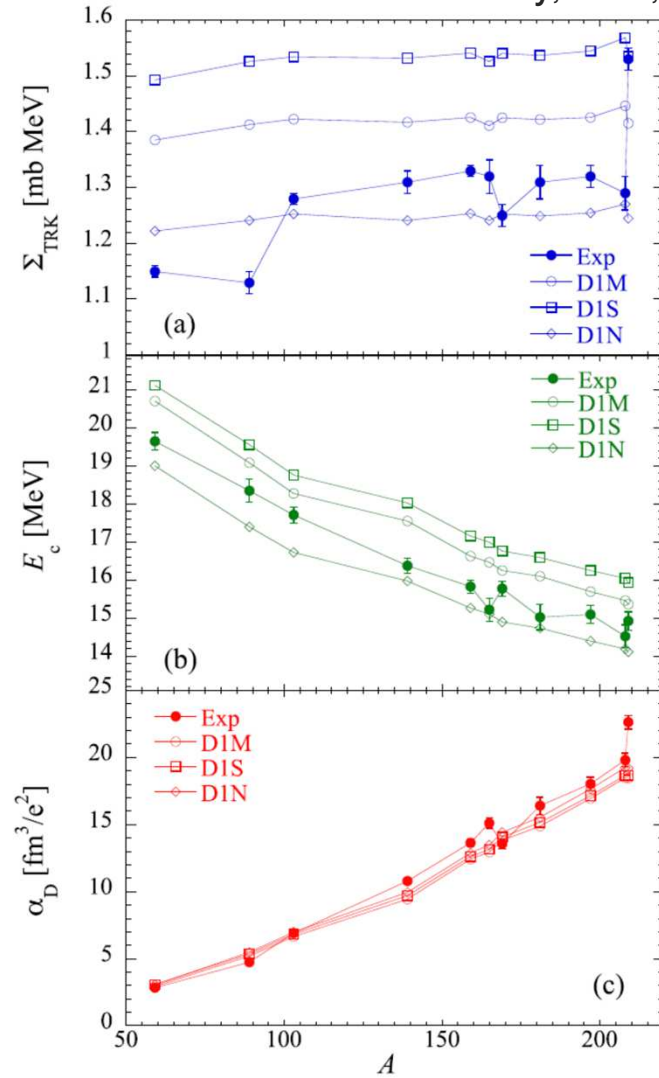 1.6
1.5
1.4
1.3
1.2
1.1
1
Σ_TRK [mb MeV]
(a)
Exp
D1M
D1S
D1N
21
20
19
18
17
16
15
14
E_c [MeV]
(b)
Exp
D1M
D1S
D1N
25
20
15
10
5
0
α_D [fm³/e²]
Exp
D1M
D1S
D1N
(c)
50
100
150
200
A